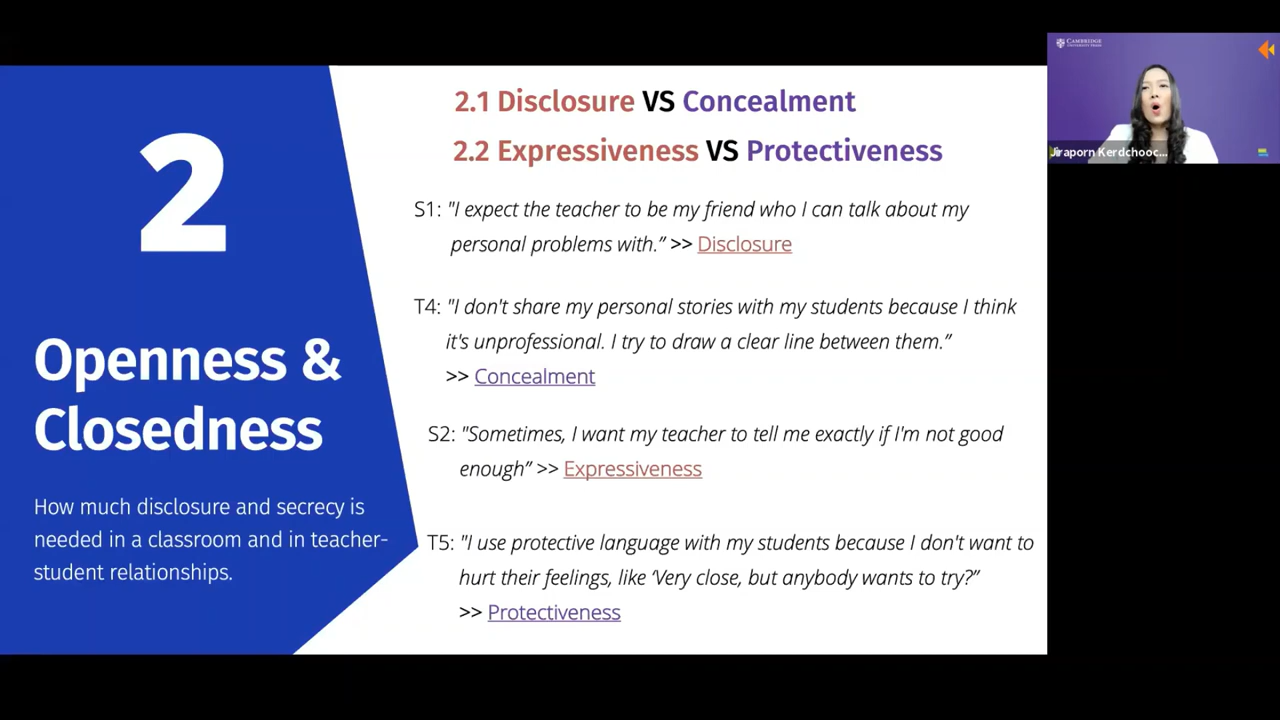 2
Openness &
Closedness
How much disclosure and secrecy is
needed in a classroom and in teacher-
student relationships.
2.1 Disclosure VS Concealment
2.2 Expressiveness VS Protectiveness
S1: "I expect the teacher to be my friend who I can talk about my
personal problems with.” >> Disclosure
T4: "I don't share my personal stories with my students because I think
it's unprofessional. I try to draw a clear line between them.”
>> Concealment
S2: "Sometimes, I want my teacher to tell me exactly if I'm not good
enough” >> Expressiveness
T5: "I use protective language with my students because I don't want to
hurt their feelings, like ‘Very close, but anybody wants to try?”
>> Protectiveness
CAMBRIDGE
UNIVERSITY PRESS
Jiraporn Kerdchooc...